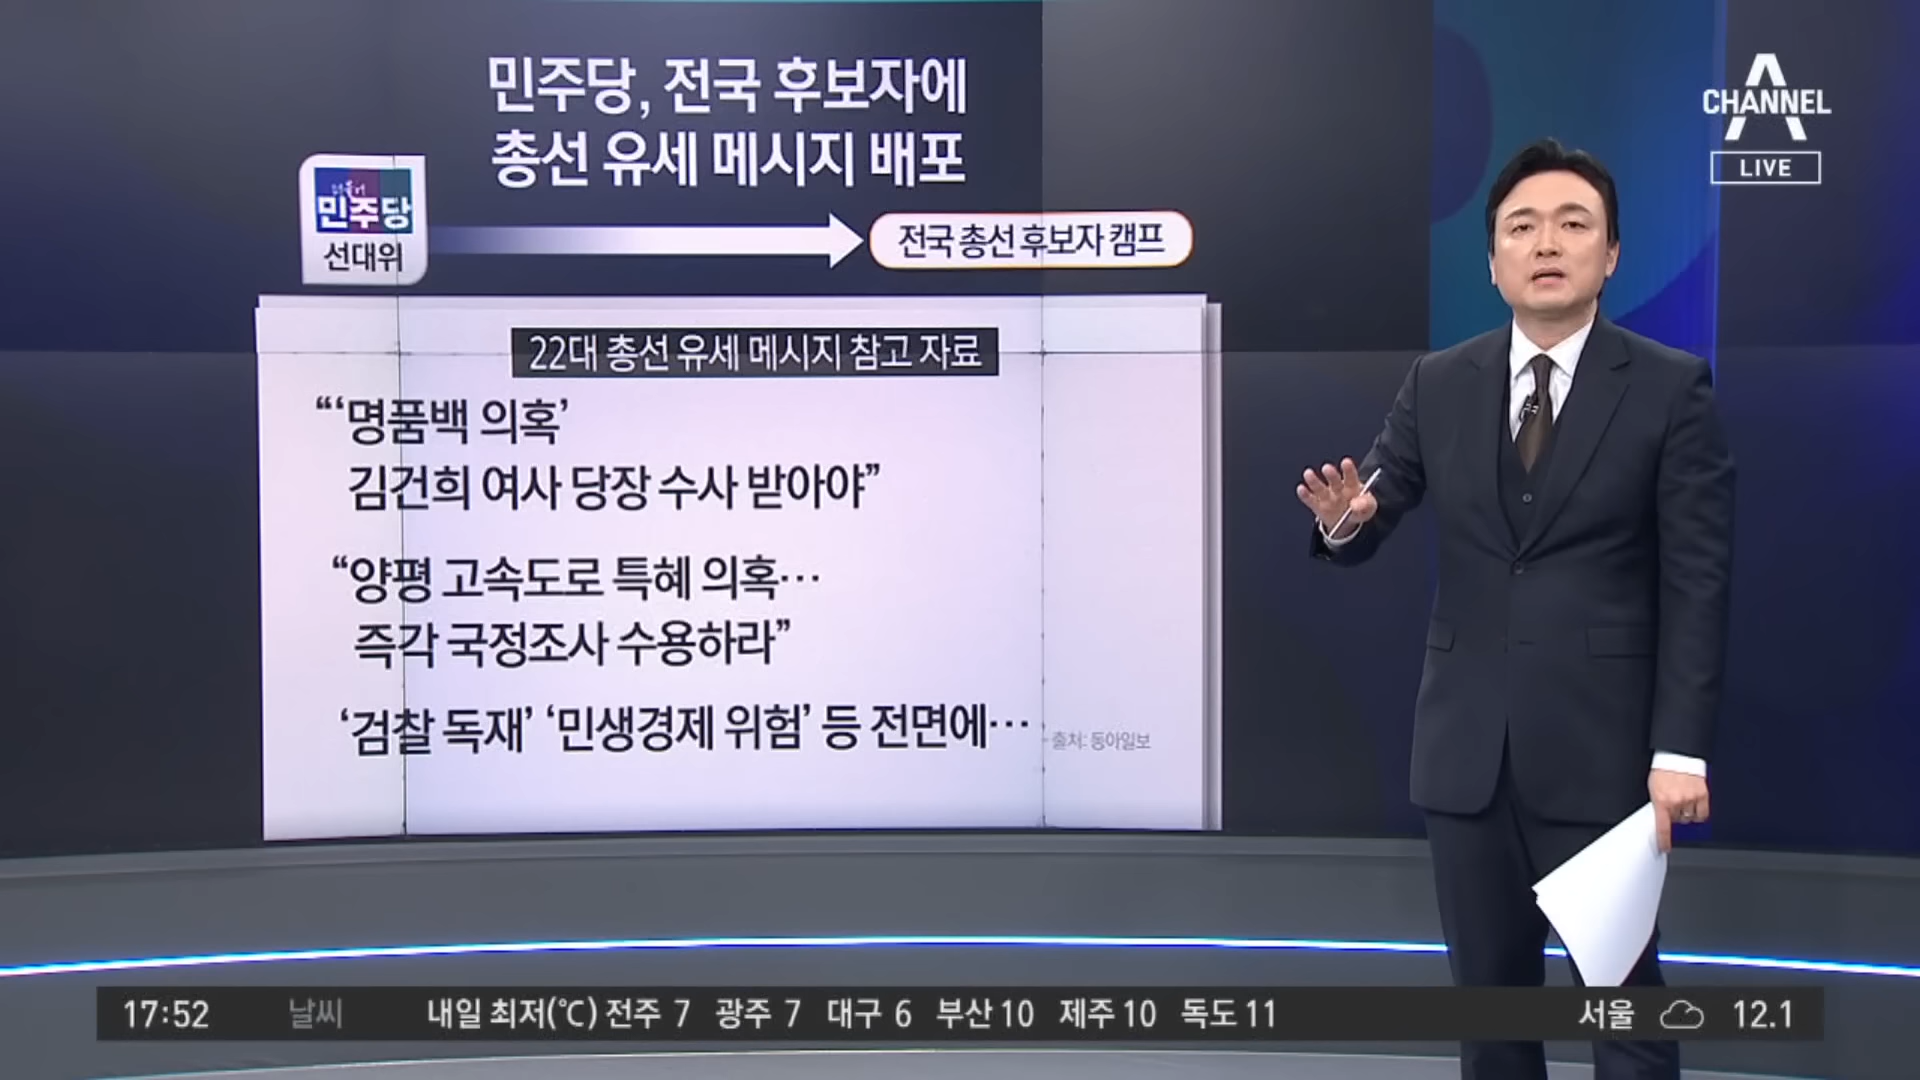 민주당, 전국 후보자에
총선 유세 메시지 배포
더불어
민주당
선대위
전국 총선 후보자 캠프
22대 총선 유세 메시지 참고 자료
“‘명품백 의혹’
김건희 여사 당장 수사 받아야”
“양평 고속도로 특혜 의혹…
즉각 국정조사 수용하라”
‘검찰 독재’ ‘민생경제 위험’ 등 전면에…
출처: 동아일보
CHANNEL A
LIVE
17:52 날씨 내일 최저(℃) 전주 7 광주 7 대구 6 부산 10 제주 10 독도 11 서울 12.1